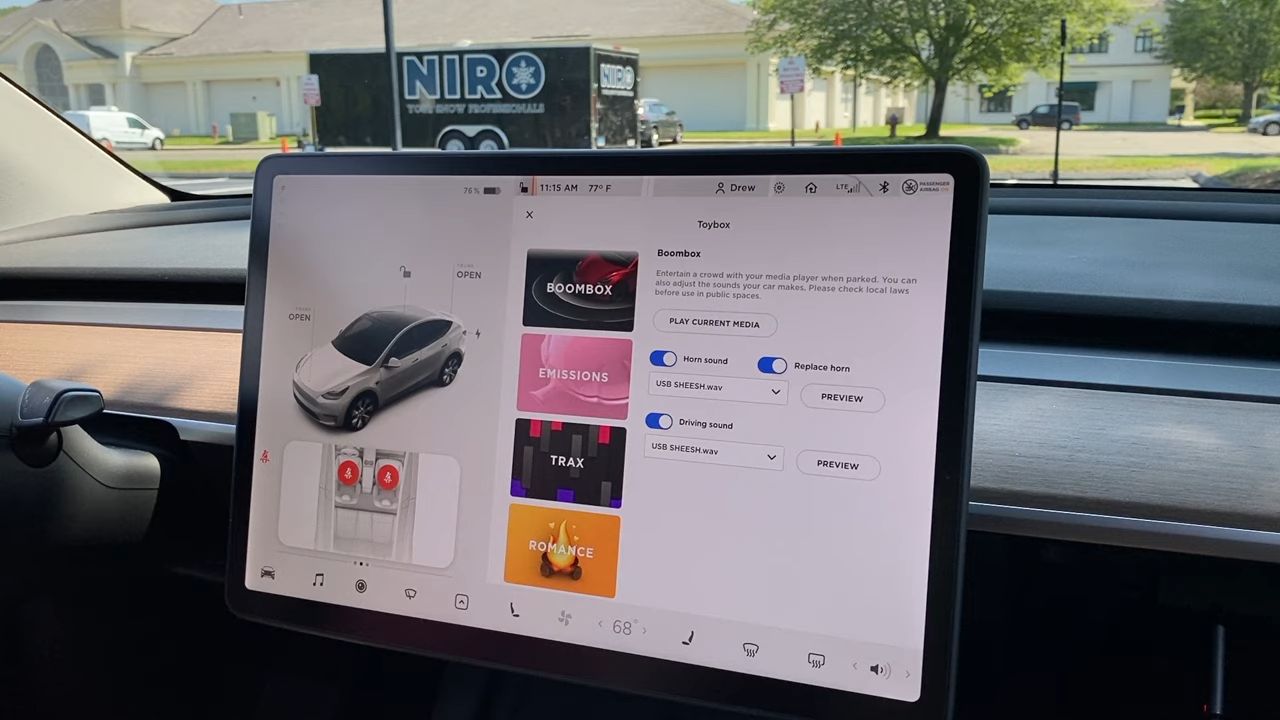 NIRO
TOUT SNOW PROFESSIONALS
NIRO
76 %
11:15 AM 77° F
Drew
LTE
PASSENGER
AIRBAG ON
Toybox
OPEN
OPEN
BOOMBOX
EMISSIONS
TRAX
ROMANCE
Boombox
Entertain a crowd with your media player when parked. You can
also adjust the sounds your car makes. Please check local laws
before use in public spaces.
PLAY CURRENT MEDIA
Horn sound
Replace horn
USB SHEESH.wav
PREVIEW
Driving sound
USB SHEESH.wav
PREVIEW
68°